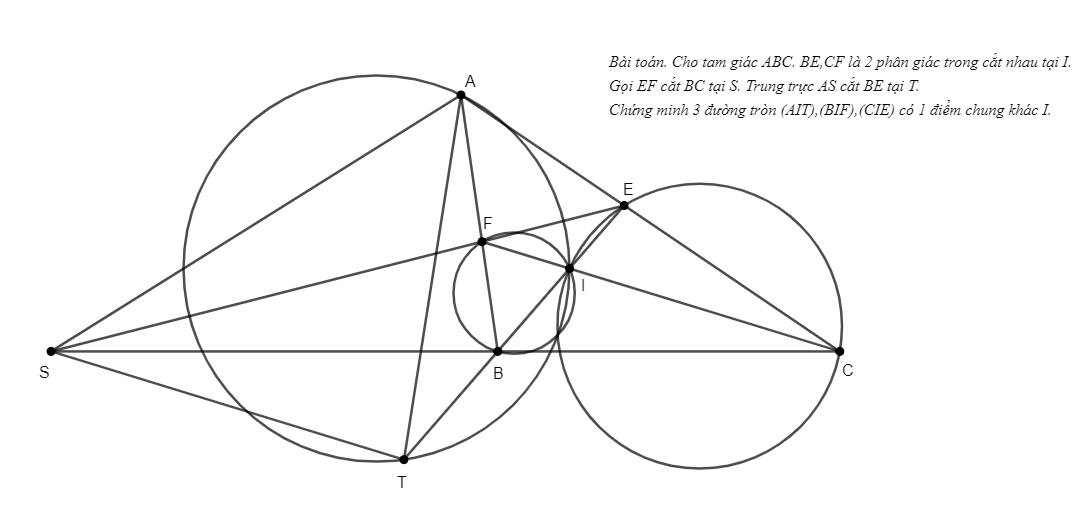 Bài toán. Cho tam giác ABC. BE,CF là 2 phân giác trong cắt nhau tại I.
Gọi EF cắt BC tại S. Trung trực AS cắt BE tại T.
Chứng minh 3 đường tròn (AIT),(BIF),(CIE) có 1 điểm chung khác I.
A
E
F
I
S
B
C
T